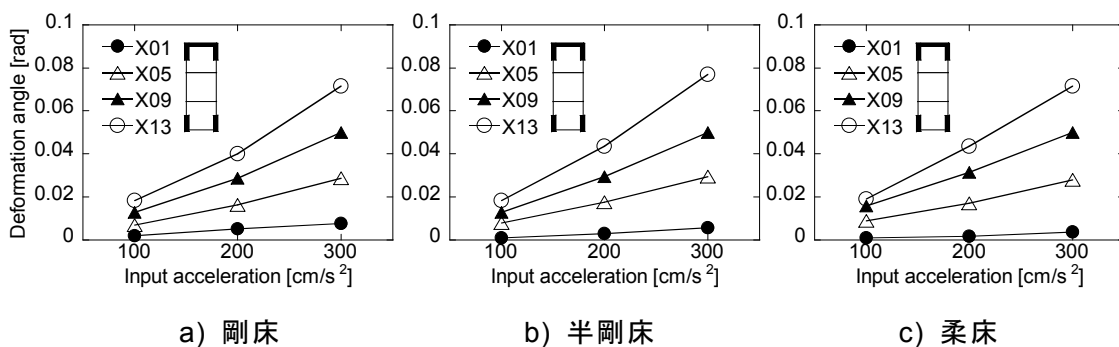 Deformation angle [rad]
0.1
0.08
0.06
0.04
0.02
0
X01
X05
X09
X13
100
200
300
Input acceleration [cm/s 2]
a) 剛床
0.1
0.08
0.06
0.04
0.02
0
X01
X05
X09
X13
100
200
300
Input acceleration [cm/s 2]
b) 半剛床
0.1
0.08
0.06
0.04
0.02
0
X01
X05
X09
X13
100
200
300
Input acceleration [cm/s 2]
c) 柔床